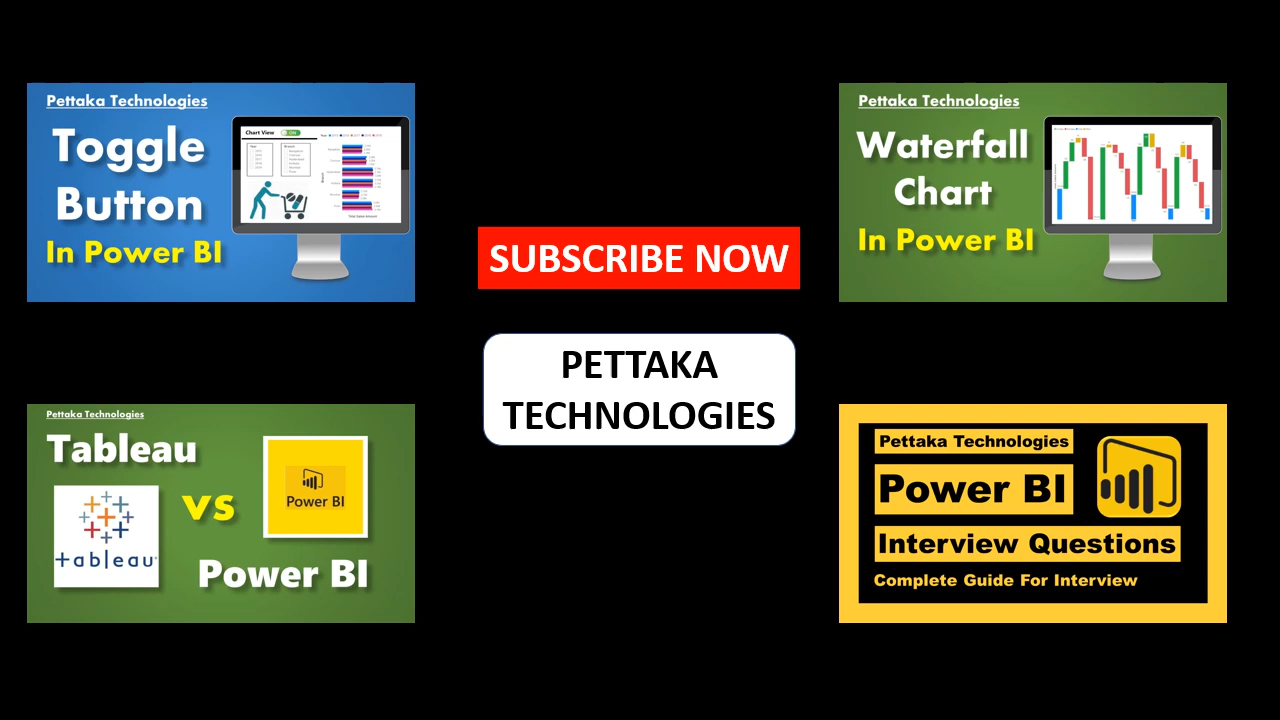 Pettaka Technologies
Toggle
Button
In Power BI
Chart View
ON
Pettaka Technologies
Waterfall
Chart
In Power BI
SUBSCRIBE NOW
PETTAKA
TECHNOLOGIES
Pettaka Technologies
Tableau
VS
Power BI
+ableau
Power BI
Pettaka Technologies
Power BI
Interview Questions
Complete Guide For Interview